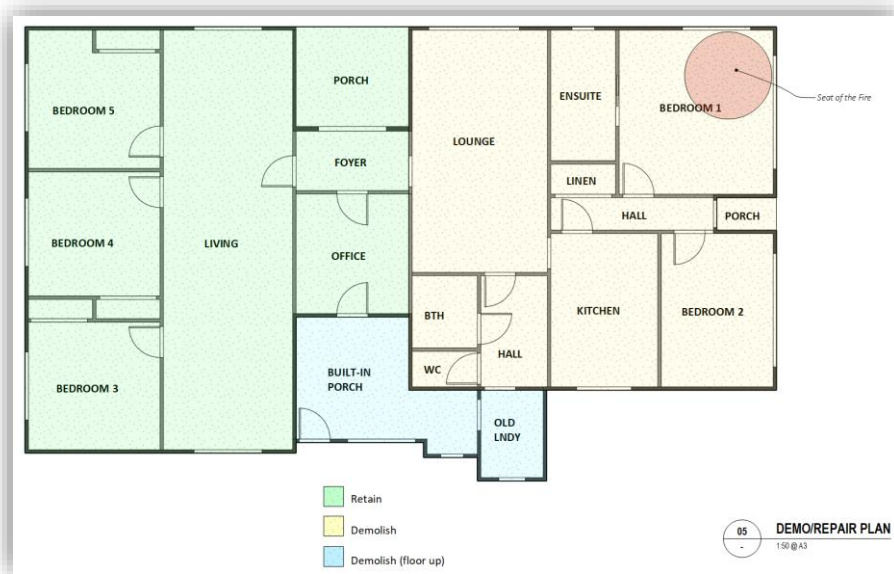 BEDROOM 5
PORCH
LOUNGE
ENSUITE
BEDROOM 1
Seat of the Fire
FOYER
LINEN
HALL
PORCH
BEDROOM 4
LIVING
OFFICE
BTH
KITCHEN
BEDROOM 2
HALL
WC
BEDROOM 3
BUILT-IN
PORCH
OLD
LNDY
Retain
Demolish
Demolish (floor up)
05
-
DEMO/REPAIR PLAN
1:50 @ A3